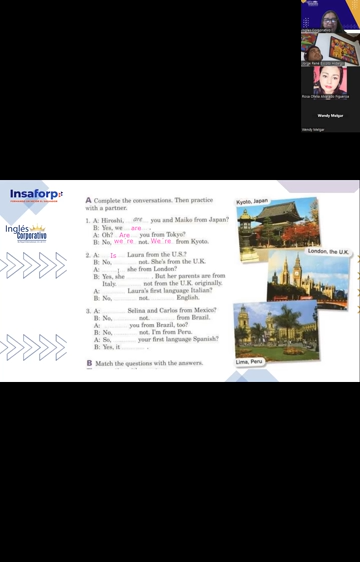 Wendy Melgar
Wendy Melgar
Insaforp
Inglés
Corporativo
A Complete the conversations. Then practice
with a partner.
1. A: Hiroshi, are you and Maiko from Japan?
B: Yes, we are .
A: Oh? Are you from Tokyo?
B: No, we re not. We re from Kyoto.
2. A: Is Laura from the U.S.?
B: No, not. She's from the U.K.
A: she from London?
B: Yes, she . But her parents are from
Italy. not from the U.K. originally.
A: Laura's first language Italian?
B: No, not. English.
3. A: Selina and Carlos from Mexico?
B: No, not. from Brazil.
A: you from Brazil, too?
B: No, not. I'm from Peru.
A: So, your first language Spanish?
B: Yes, it .
B Match the questions with the answers.
Kyoto, Japan
London, the U.K.
Lima, Peru